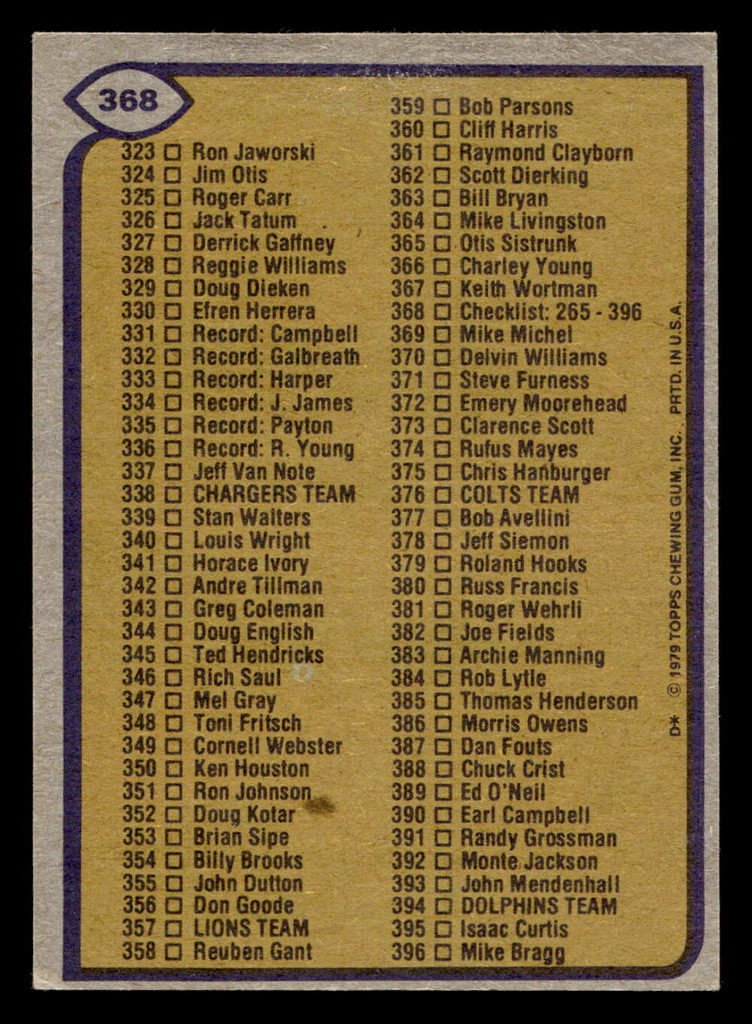 368
323 □ Ron Jaworski
324 □ Jim Otis
325 □ Roger Carr
326 □ Jack Tatum
327 □ Derrick Gaffney
328 □ Reggie Williams
329 □ Doug Dieken
330 □ Efren Herrera
331 □ Record: Campbell
332 □ Record: Galbreath
333 □ Record: Harper
334 □ Record: J. James
335 □ Record: Payton
336 □ Record: R. Young
337 □ Jeff Van Note
338 □ CHARGERS TEAM
339 □ Stan Walters
340 □ Louis Wright
341 □ Horace Ivory
342 □ Andre Tillman
343 □ Greg Coleman
344 □ Doug English
345 □ Ted Hendricks
346 □ Rich Saul
347 □ Mel Gray
348 □ Toni Fritsch
349 □ Cornell Webster
350 □ Ken Houston
351 □ Ron Johnson
352 □ Doug Kotar
353 □ Brian Sipe
354 □ Billy Brooks
355 □ John Dutton
356 □ Don Goode
357 □ LIONS TEAM
358 □ Reuben Gant
359 □ Bob Parsons
360 □ Cliff Harris
361 □ Raymond Clayborn
362 □ Scott Dierking
363 □ Bill Bryan
364 □ Mike Livingston
365 □ Otis Sistrunk
366 □ Charley Young
367 □ Keith Wortman
368 □ Checklist: 265 - 396
369 □ Mike Michel
370 □ Delvin Williams
371 □ Steve Furness
372 □ Emery Moorehead
373 □ Clarence Scott
374 □ Rufus Mayes
375 □ Chris Hanburger
376 □ COLTS TEAM
377 □ Bob Avellini
378 □ Jeff Siemon
379 □ Roland Hooks
380 □ Russ Francis
381 □ Roger Wehrli
382 □ Joe Fields
383 □ Archie Manning
384 □ Rob Lytle
385 □ Thomas Henderson
386 □ Morris Owens
387 □ Dan Fouts
388 □ Chuck Crist
389 □ Ed O'Neil
390 □ Earl Campbell
391 □ Randy Grossman
392 □ Monte Jackson
393 □ John Mendenhall
394 □ DOLPHINS TEAM
395 □ Isaac Curtis
396 □ Mike Bragg
D* © 1979 TOPPS CHEWING GUM, INC. PRTD. IN U.S.A.